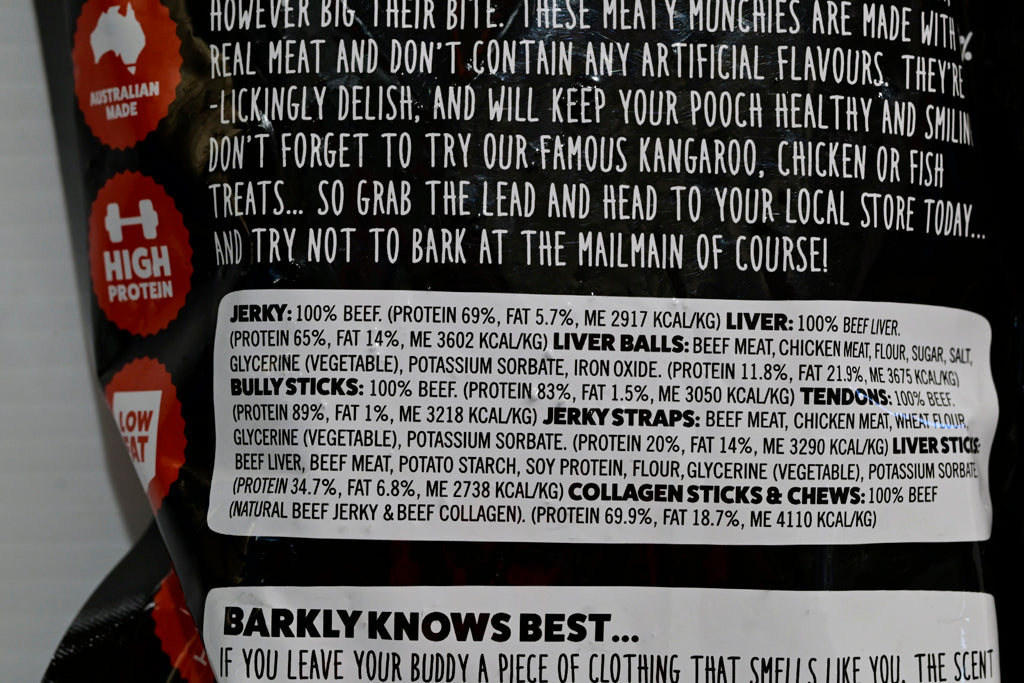 AUSTRALIAN
MADE
HIGH
PROTEIN
LOW
FAT
HOWEVER BIG THEIR BITE. THESE MEATY MUNCHIES ARE MADE WITH
REAL MEAT AND DON'T CONTAIN ANY ARTIFICIAL FLAVOURS. THEY'RE
-LICKINGLY DELISH, AND WILL KEEP YOUR POOCH HEALTHY AND SMILIN
DON'T FORGET TO TRY OUR FAMOUS KANGAROO, CHICKEN OR FISH
TREATS... SO GRAB THE LEAD AND HEAD TO YOUR LOCAL STORE TODAY...
AND TRY NOT TO BARK AT THE MAILMAIN OF COURSE!
JERKY: 100% BEEF. (PROTEIN 69%, FAT 5.7%, ME 2917 KCAL/KG) LIVER: 100% BEEF LIVER.
(PROTEIN 65%, FAT 14%, ME 3602 KCAL/KG) LIVER BALLS: BEEF MEAT, CHICKEN MEAT, FLOUR, SUGAR, SALT,
GLYCERINE (VEGETABLE), POTASSIUM SORBATE, IRON OXIDE. (PROTEIN 11.8%, FAT 21.9%, ME 3675 KCAL/KG)
BULLY STICKS: 100% BEEF. (PROTEIN 83%, FAT 1.5%, ME 3050 KCAL/KG) TENDONS: 100% BEEF.
(PROTEIN 89%, FAT 1%, ME 3218 KCAL/KG) JERKY STRAPS: BEEF MEAT, CHICKEN MEAT, WHEAT FLOUR,
GLYCERINE (VEGETABLE), POTASSIUM SORBATE. (PROTEIN 20%, FAT 14%, ME 3290 KCAL/KG) LIVER STICKS:
BEEF LIVER, BEEF MEAT, POTATO STARCH, SOY PROTEIN, FLOUR, GLYCERINE (VEGETABLE), POTASSIUM SORBATE
(PROTEIN 34.7%, FAT 6.8%, ME 2738 KCAL/KG) COLLAGEN STICKS & CHEWS: 100% BEEF
(NATURAL BEEF JERKY & BEEF COLLAGEN). (PROTEIN 69.9%, FAT 18.7%, ME 4110 KCAL/KG)
BARKLY KNOWS BEST...
IF YOU LEAVE YOUR BUDDY A PIECE OF CLOTHING THAT SMELLS LIKE YOU, THE SCENT